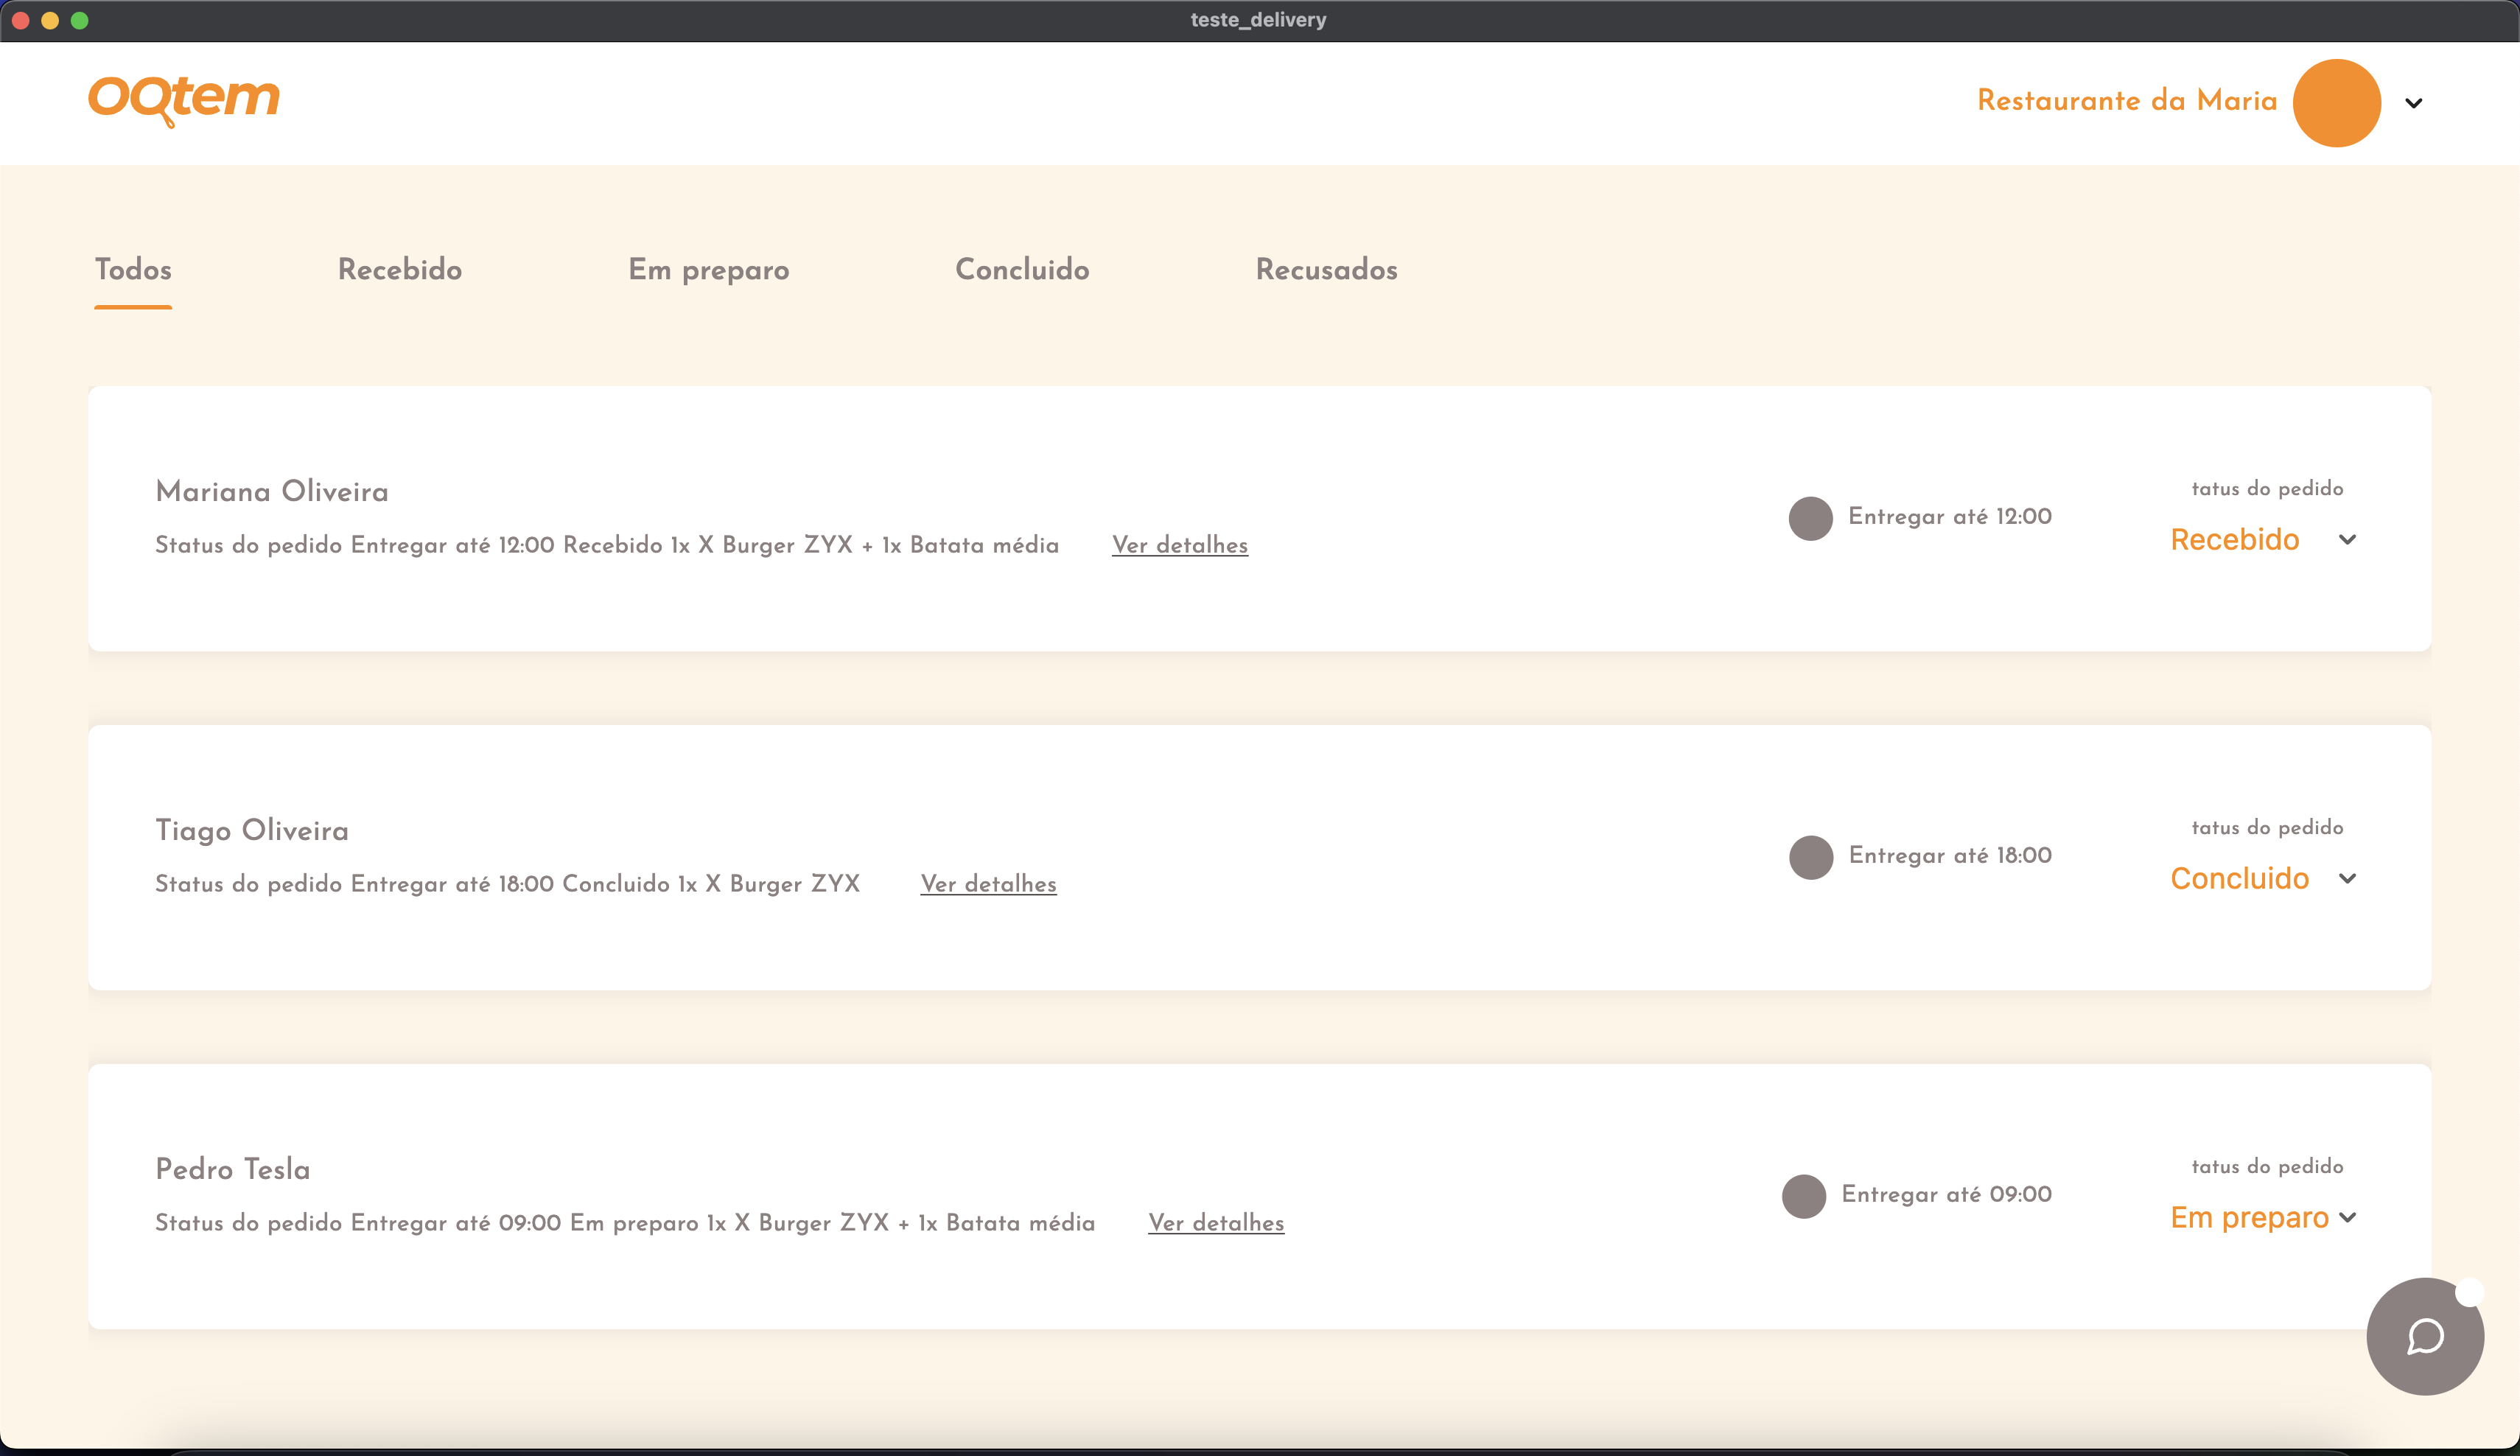 teste_delivery
OQtem
Restaurante da Maria
Todos
Recebido
Em preparo
Concluido
Recusados
Mariana Oliveira
Status do pedido Entregar até 12:00 Recebido 1x X Burger ZYX + 1x Batata média
Ver detalhes
Entregar até 12:00
tatus do pedido
Recebido
Tiago Oliveira
Status do pedido Entregar até 18:00 Concluido 1x X Burger ZYX
Ver detalhes
Entregar até 18:00
tatus do pedido
Concluido
Pedro Tesla
Status do pedido Entregar até 09:00 Em preparo 1x X Burger ZYX + 1x Batata média
Ver detalhes
Entregar até 09:00
tatus do pedido
Em preparo